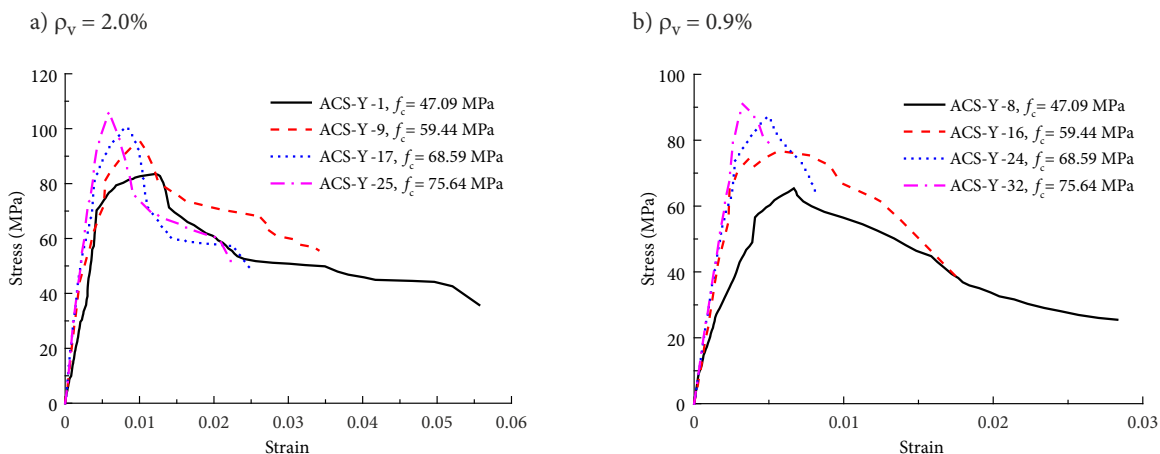 a) ρv = 2.0%
120
100
80
60
40
20
0
Stress (MPa)
0
0.01
0.02
0.03
0.04
0.05
0.06
Strain
ACS-Y -1, fc= 47.09 MPa
ACS-Y -9, fc= 59.44 MPa
ACS-Y -17, fc= 68.59 MPa
ACS-Y -25, fc= 75.64 MPa
b) ρv = 0.9%
100
80
60
40
20
0
Stress (MPa)
0
0.01
0.02
0.03
Strain
ACS-Y -8, fc= 47.09 MPa
ACS-Y -16, fc= 59.44 MPa
ACS-Y -24, fc= 68.59 MPa
ACS-Y -32, fc= 75.64 MPa